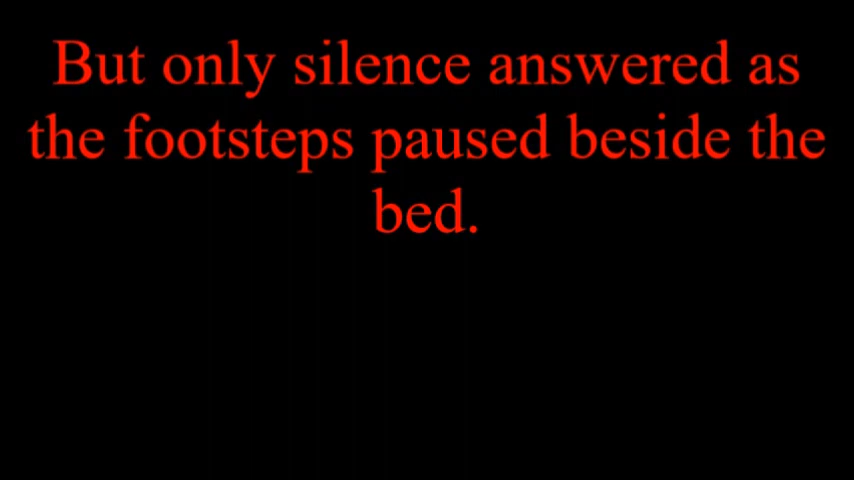 But only silence answered as
the footsteps paused beside the
bed.